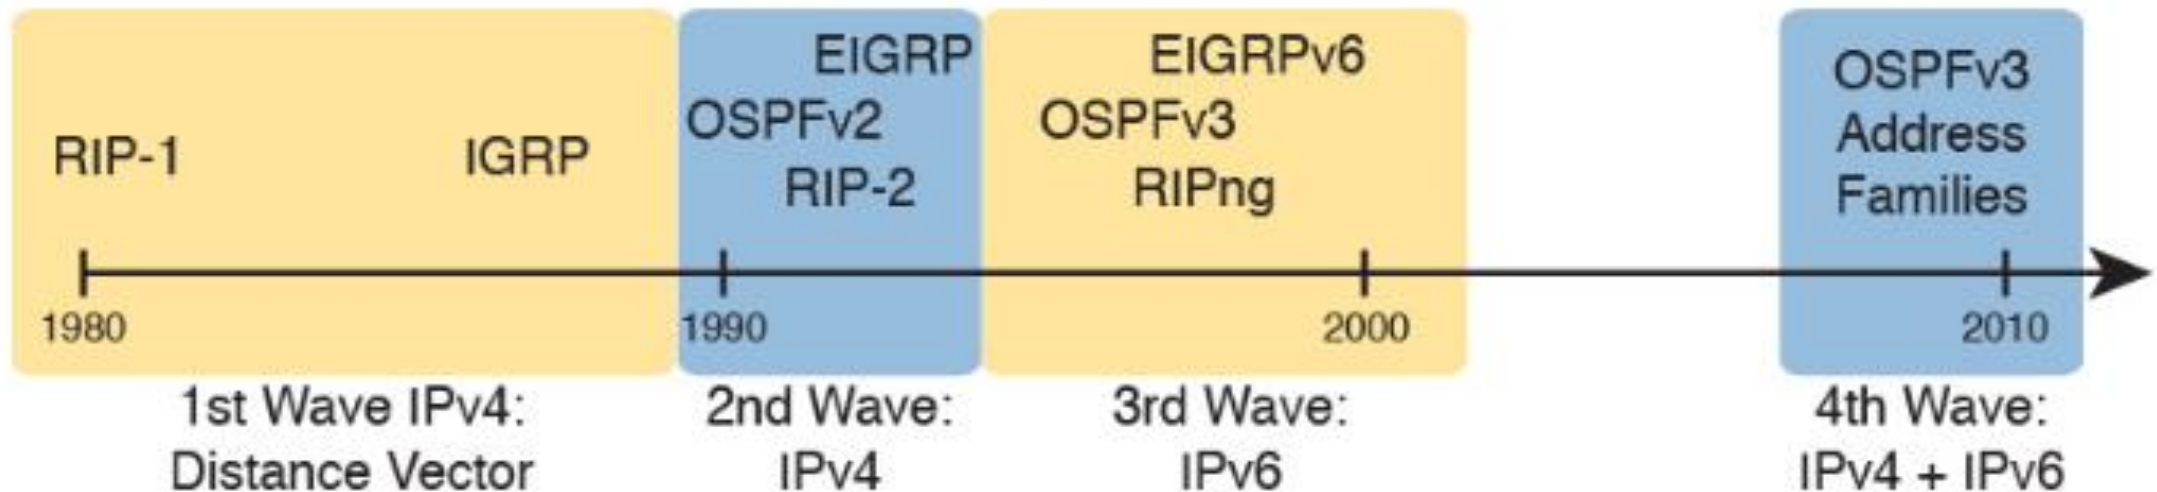 EIGRP
EIGRPv6
OSPFv3
Address
Families
OSPFv2
OSPFv3
RIP-1
IGRP
RIP-2
RIPng
1980
1990
2000
2010
1st Wave IPv4:
Distance Vector
2nd Wave:
IPv4
3rd Wave:
IPv6
4th Wave:
IPv4 + IPv6